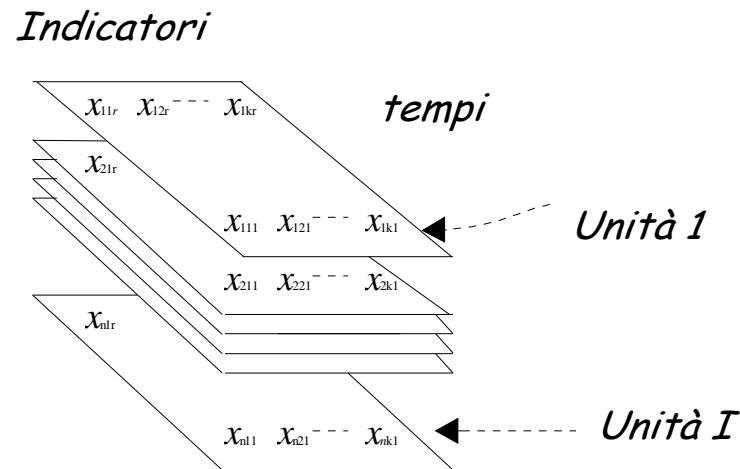 Indicatori
x11r x12r --- x1kr
tempi
x21r
x111 x121 --- x1k1
Unità 1
x211 x221 --- x2k1
xn1r
xn11 xn21 --- xnk1
Unità I